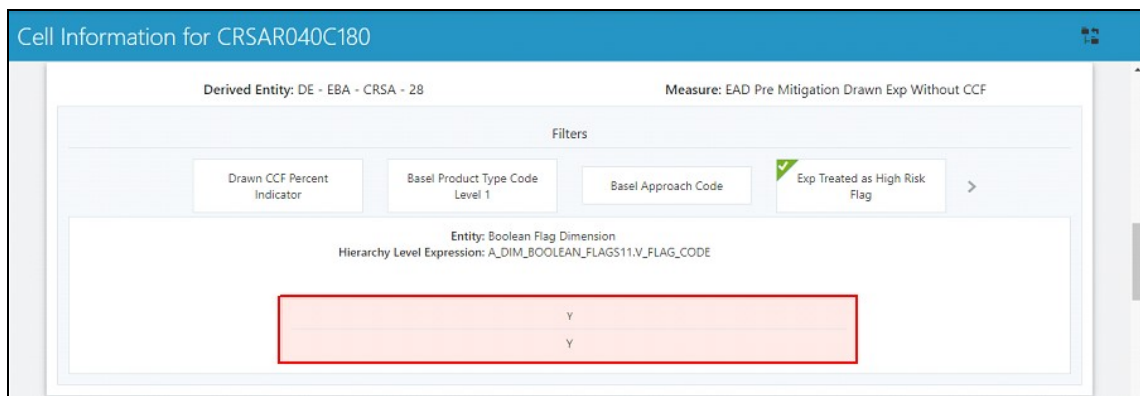 Cell Information for CRSAR040C180
Derived Entity: DE - EBA - CRSA - 28
Measure: EAD Pre Mitigation Drawn Exp Without CCF
Filters
Drawn CCF Percent
Indicator
Basel Product Type Code
Level 1
Basel Approach Code
Exp Treated as High Risk
Flag
Entity: Boolean Flag Dimension
Hierarchy Level Expression: A_DIM_BOOLEAN_FLAGS11.V_FLAG_CODE
Y
Y